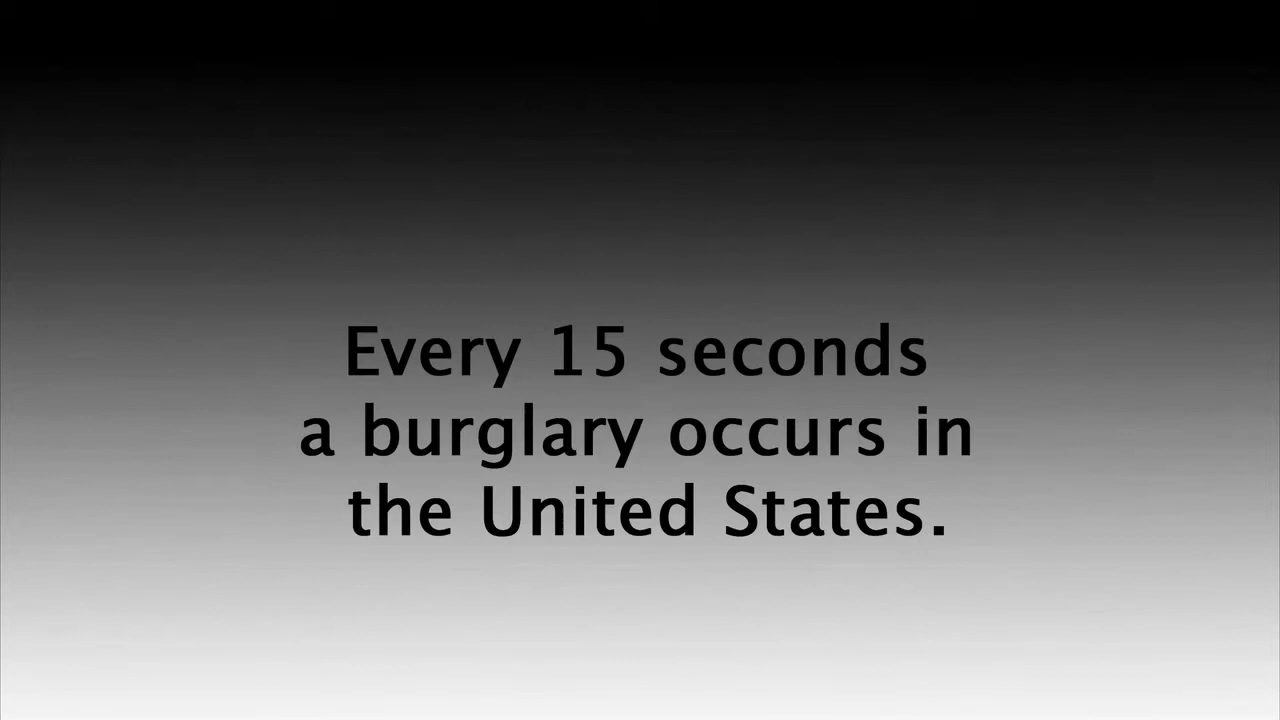 Every 15 seconds
a burglary occurs in
the United States.